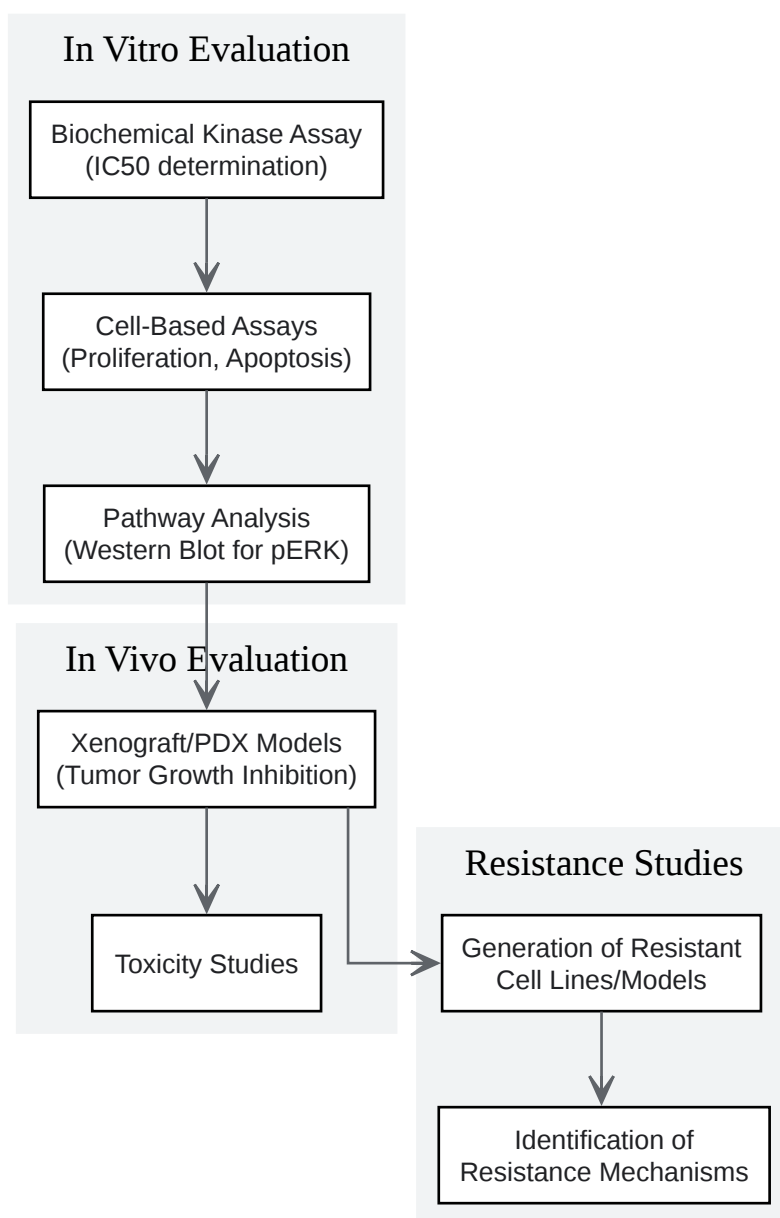 In Vitro Evaluation
Biochemical Kinase Assay
(IC50 determination)
Cell-Based Assays
(Proliferation, Apoptosis)
Pathway Analysis
(Western Blot for pERK)
In Vivo Evaluation
Xenograft/PDX Models
(Tumor Growth Inhibition)
Toxicity Studies
Resistance Studies
Generation of Resistant
Cell Lines/Models
Identification of
Resistance Mechanisms